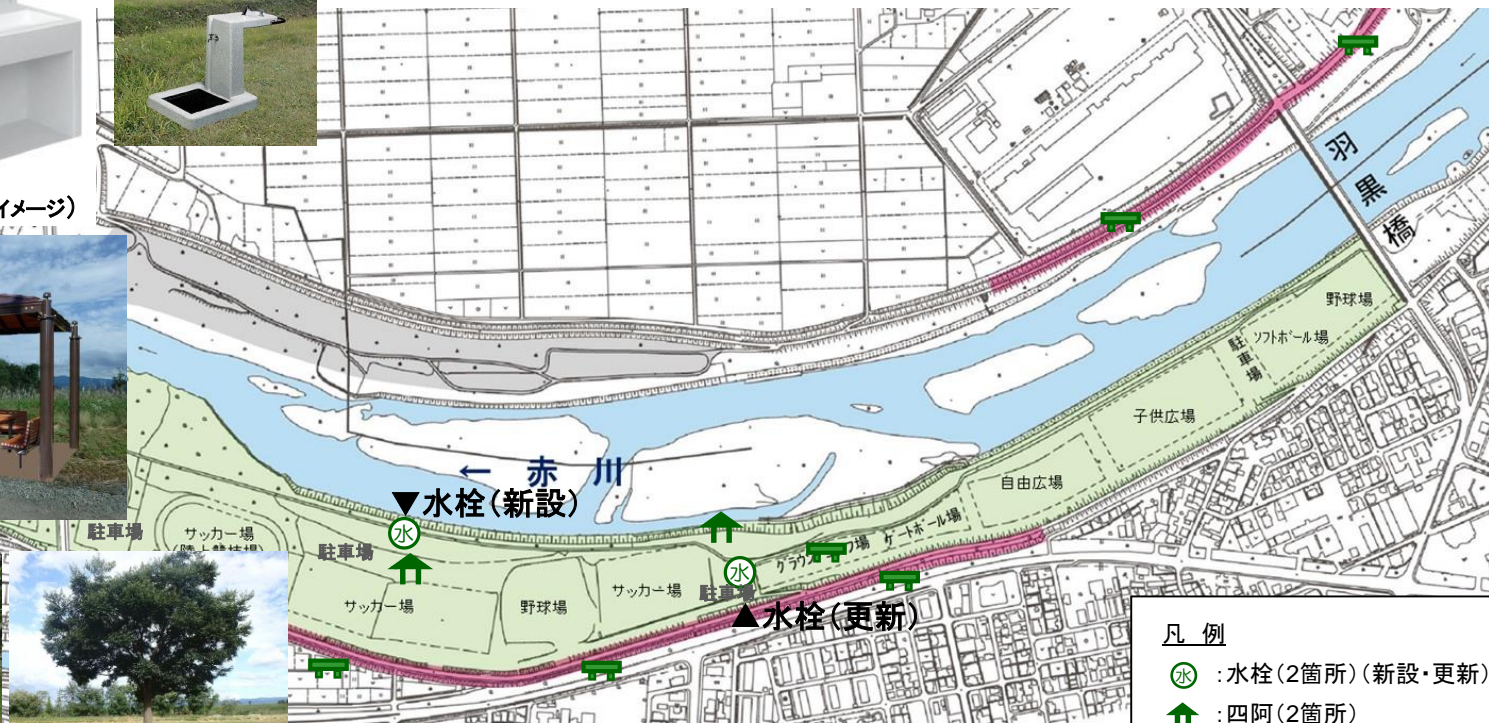 イメージ)
羽黒橋
野球場
ソフトボール場
駐車場
子供広場
自由広場
← 赤 川
▼水栓(新設)
水
駐車場
サッカー場
駐車場
サッカー場
野球場
サッカー場
駐車場
水
ゲートボール場
▲水栓(更新)
凡 例
水 :水栓(2箇所)(新設・更新)
:四阿(2箇所)